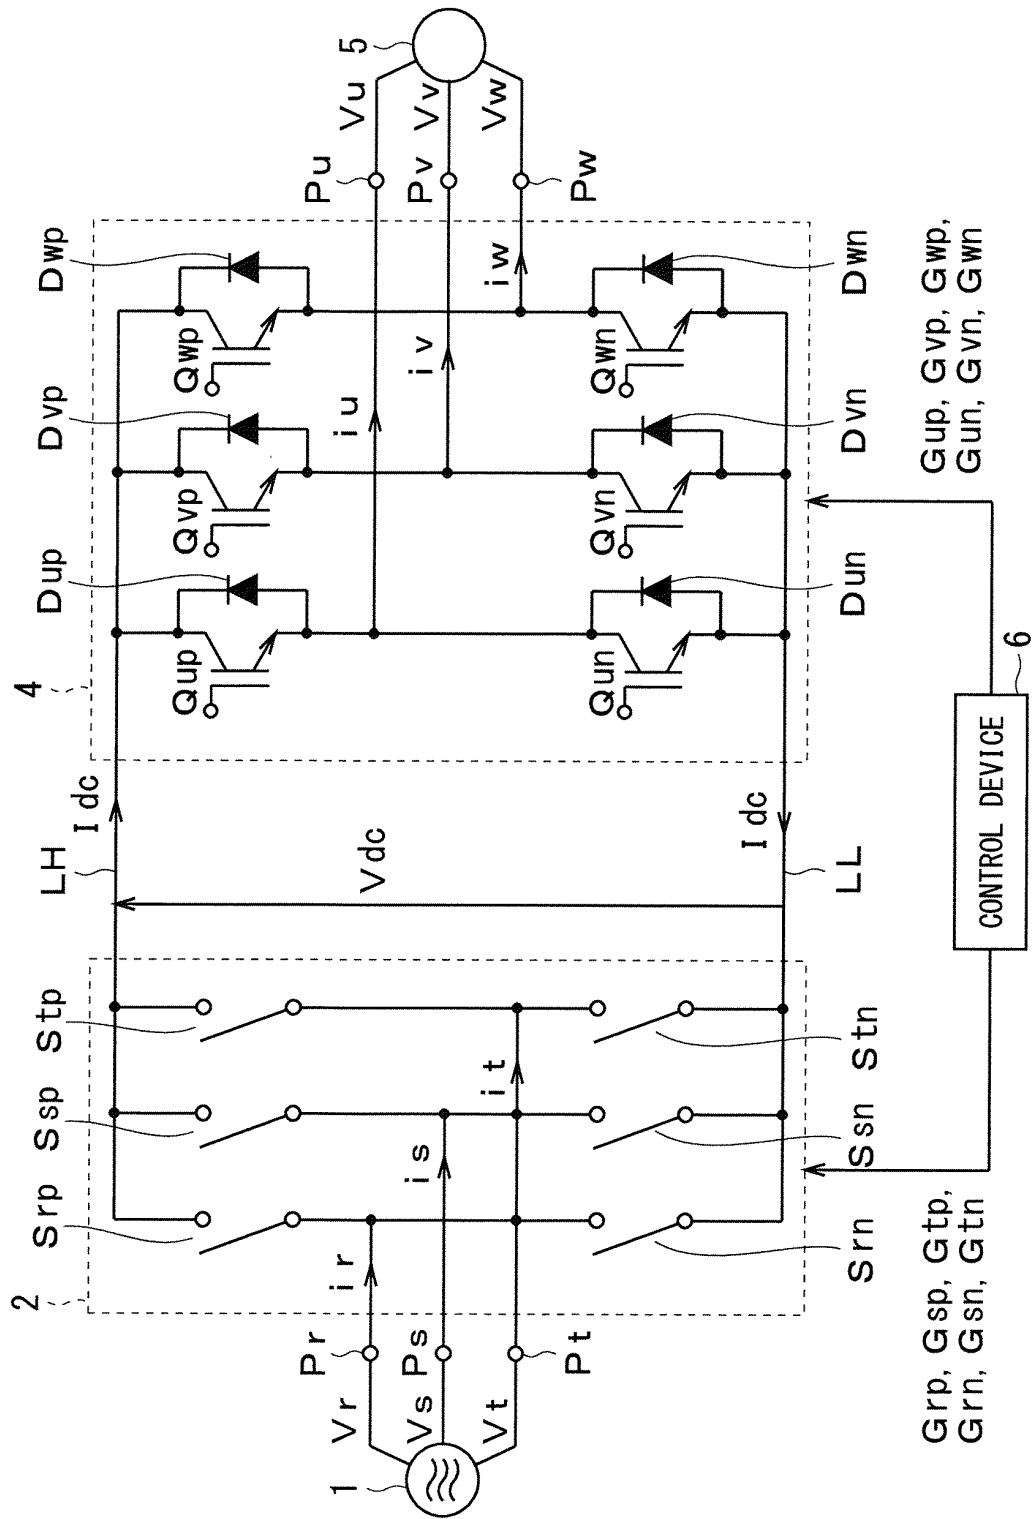 1
Vr
Vs
Vt
Pr
Ps
Pt
2
ir
is
it
Srp
Ssp
Stp
Srn
Ssn
Stn
LH
LL
Idc
Idc
Vdc
4
Qup
Qvp
Qwp
Dup
Dvp
Dwp
Qun
Qvn
Qwn
Dun
Dvn
Dwn
iu
iv
iw
Pu
Pv
Pw
Vu
Vv
Vw
5
Grp, Gsp, Gtp,
Grn, Gsn, Gtn
CONTROL DEVICE
6
Gup, Gvp, Gwp,
Gun, Gvn, Gwn